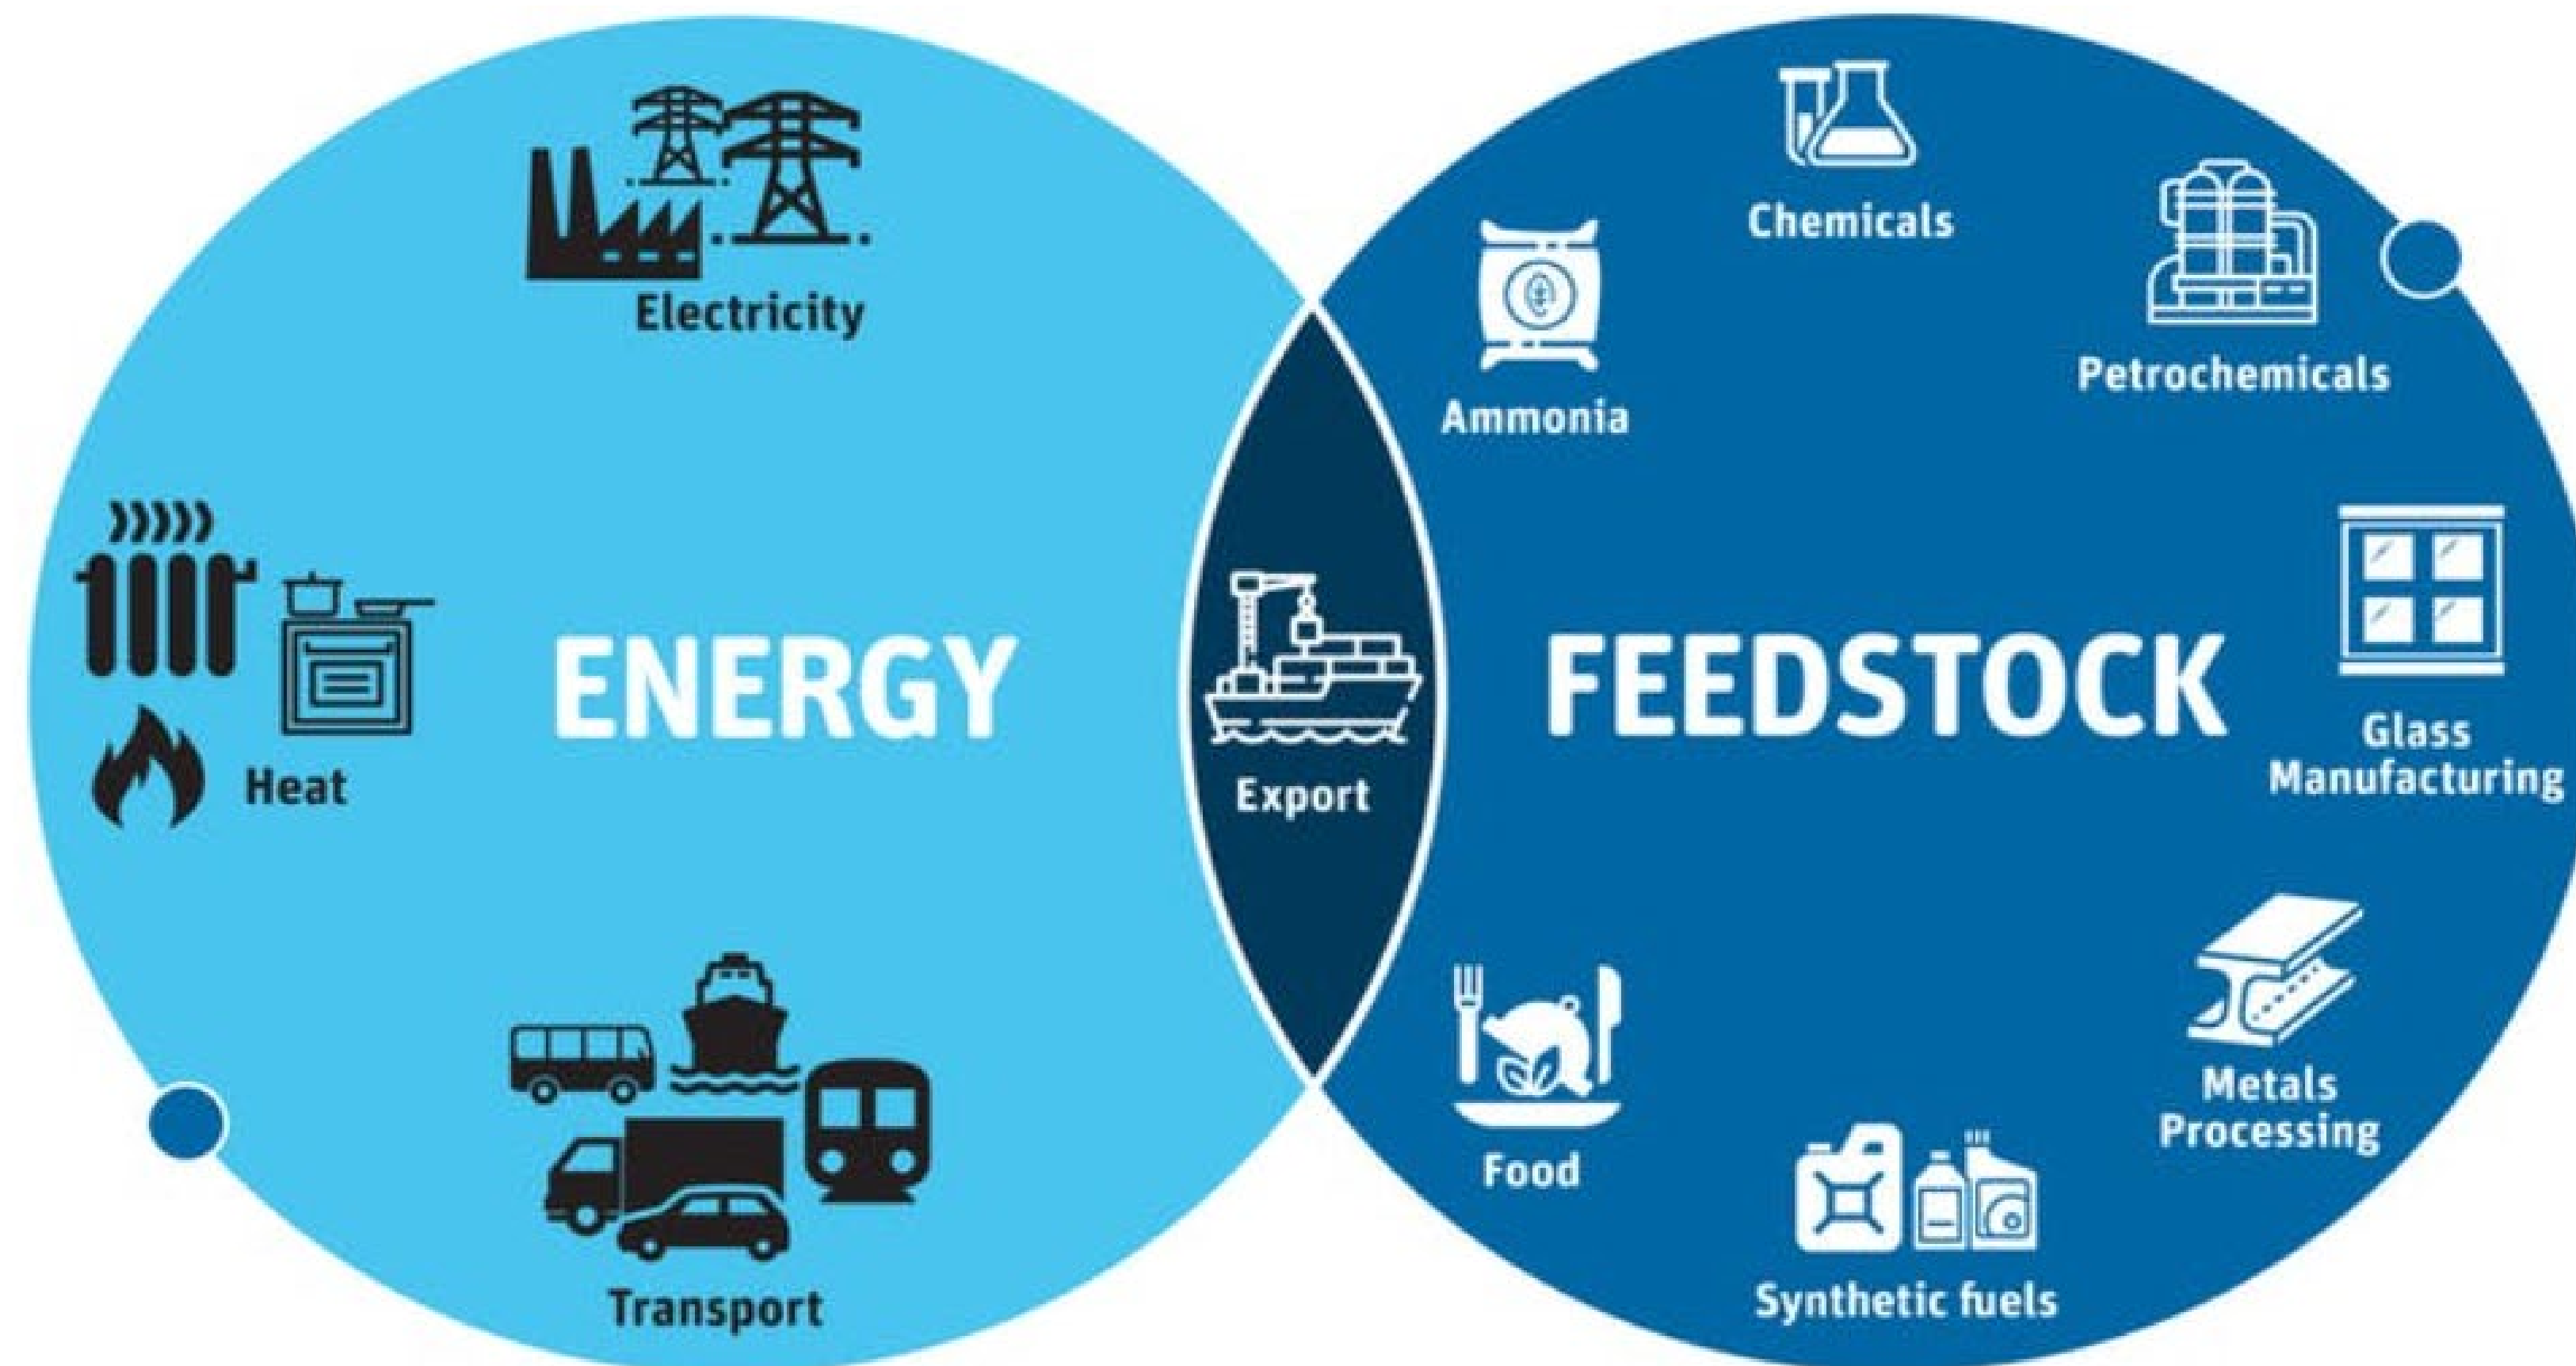 Electricity
Heat
ENERGY
Transport
Export
Chemicals
Ammonia
Petrochemicals
FEEDSTOCK
Glass
Manufacturing
Metals
Processing
Food
Synthetic fuels